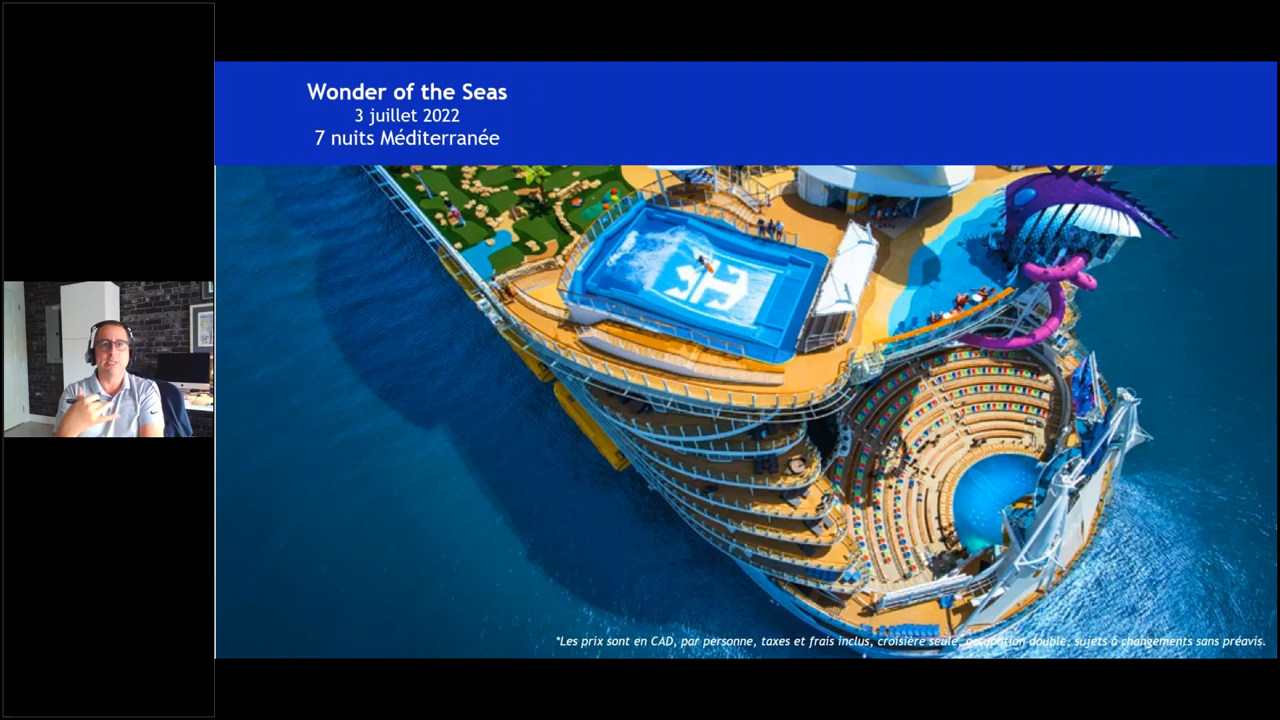 Wonder of the Seas
3 juillet 2022
7 nuits Méditerranée
*Les prix sont en CAD, par personne, taxes et frais inclus, croisière seule, occupation double, sujets à changements sans préavis.